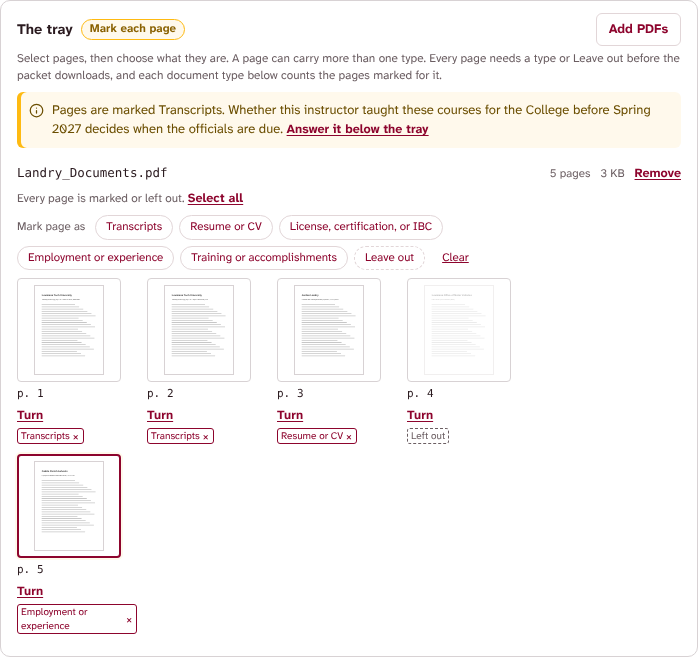 The tray
Mark each page
Add PDFs
Select pages, then choose what they are. A page can carry more than one type. Every page needs a type or Leave out before the
packet downloads, and each document type below counts the pages marked for it.
Pages are marked Transcripts. Whether this instructor taught these courses for the College before Spring
2027 decides when the officials are due. Answer it below the tray
Landry_Documents.pdf
5 pages 3 KB Remove
Every page is marked or left out. Select all
Mark page as Transcripts Resume or CV License, certification, or IBC
Employment or experience Training or accomplishments Leave out Clear
p. 1 p. 2 p. 3 p. 4
Turn Turn Turn Turn
Transcripts × Transcripts × Resume or CV × Left out
p. 5
Turn
Employment or
experience ×